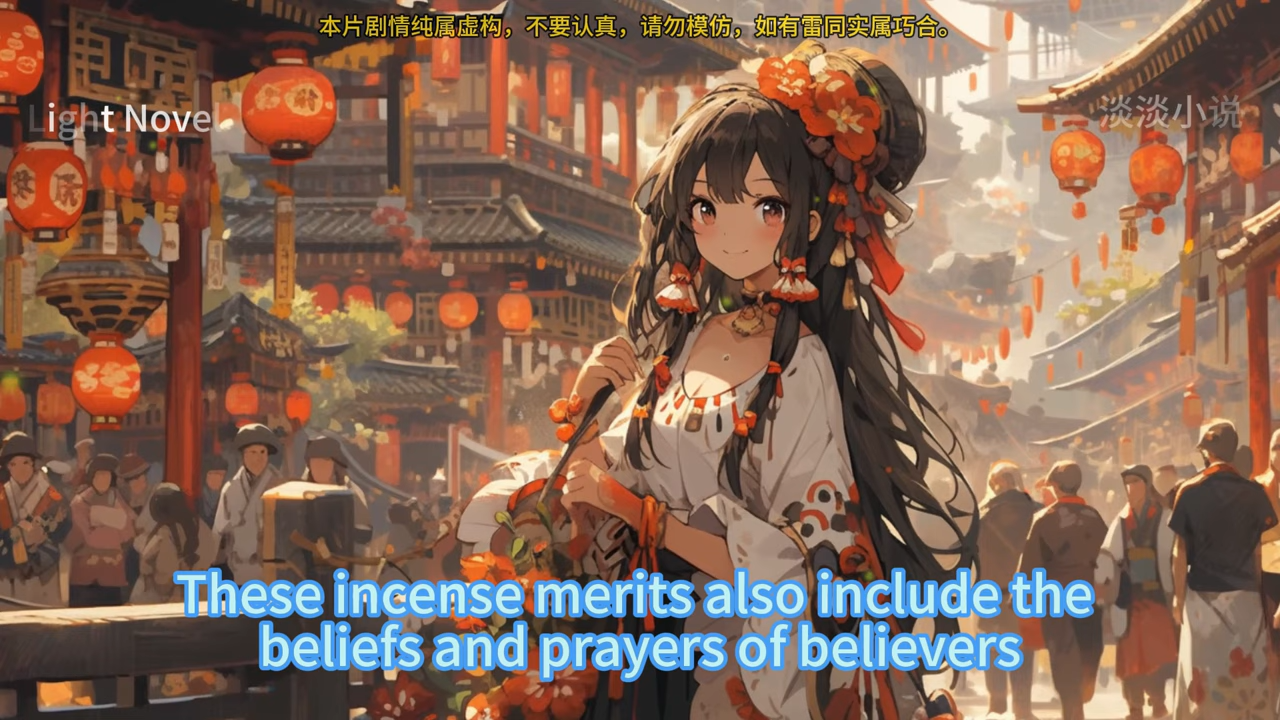 本片剧情纯属虚构，不要认真，请勿模仿，如有雷同实属巧合。
Light Nove
淡淡小说
These incense merits also include the
beliefs and prayers of believers